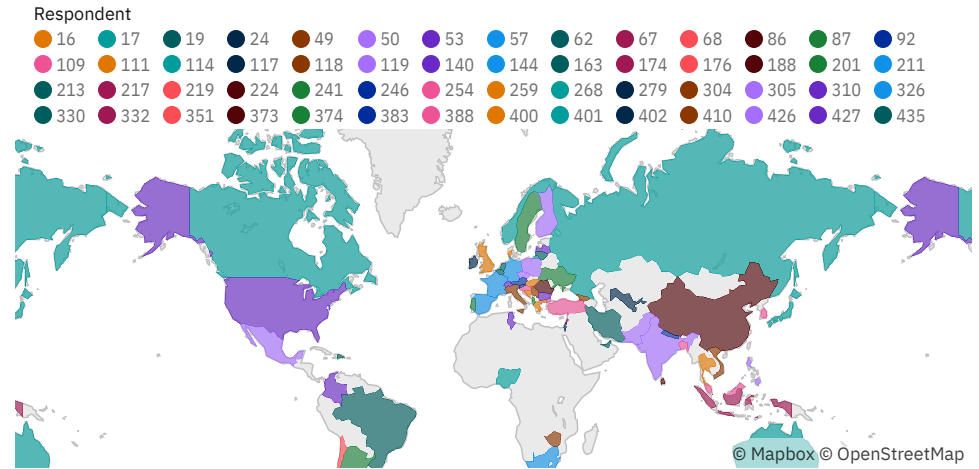 Respondent
16 17 19 24 49 50 53 57 62 67 68 86 87 92
109 111 114 117 118 119 140 144 163 174 176 188 201 211
213 217 219 224 241 246 254 259 268 279 304 305 310 326
330 332 351 373 374 383 388 400 401 402 410 426 427 435
© Mapbox © OpenStreetMap